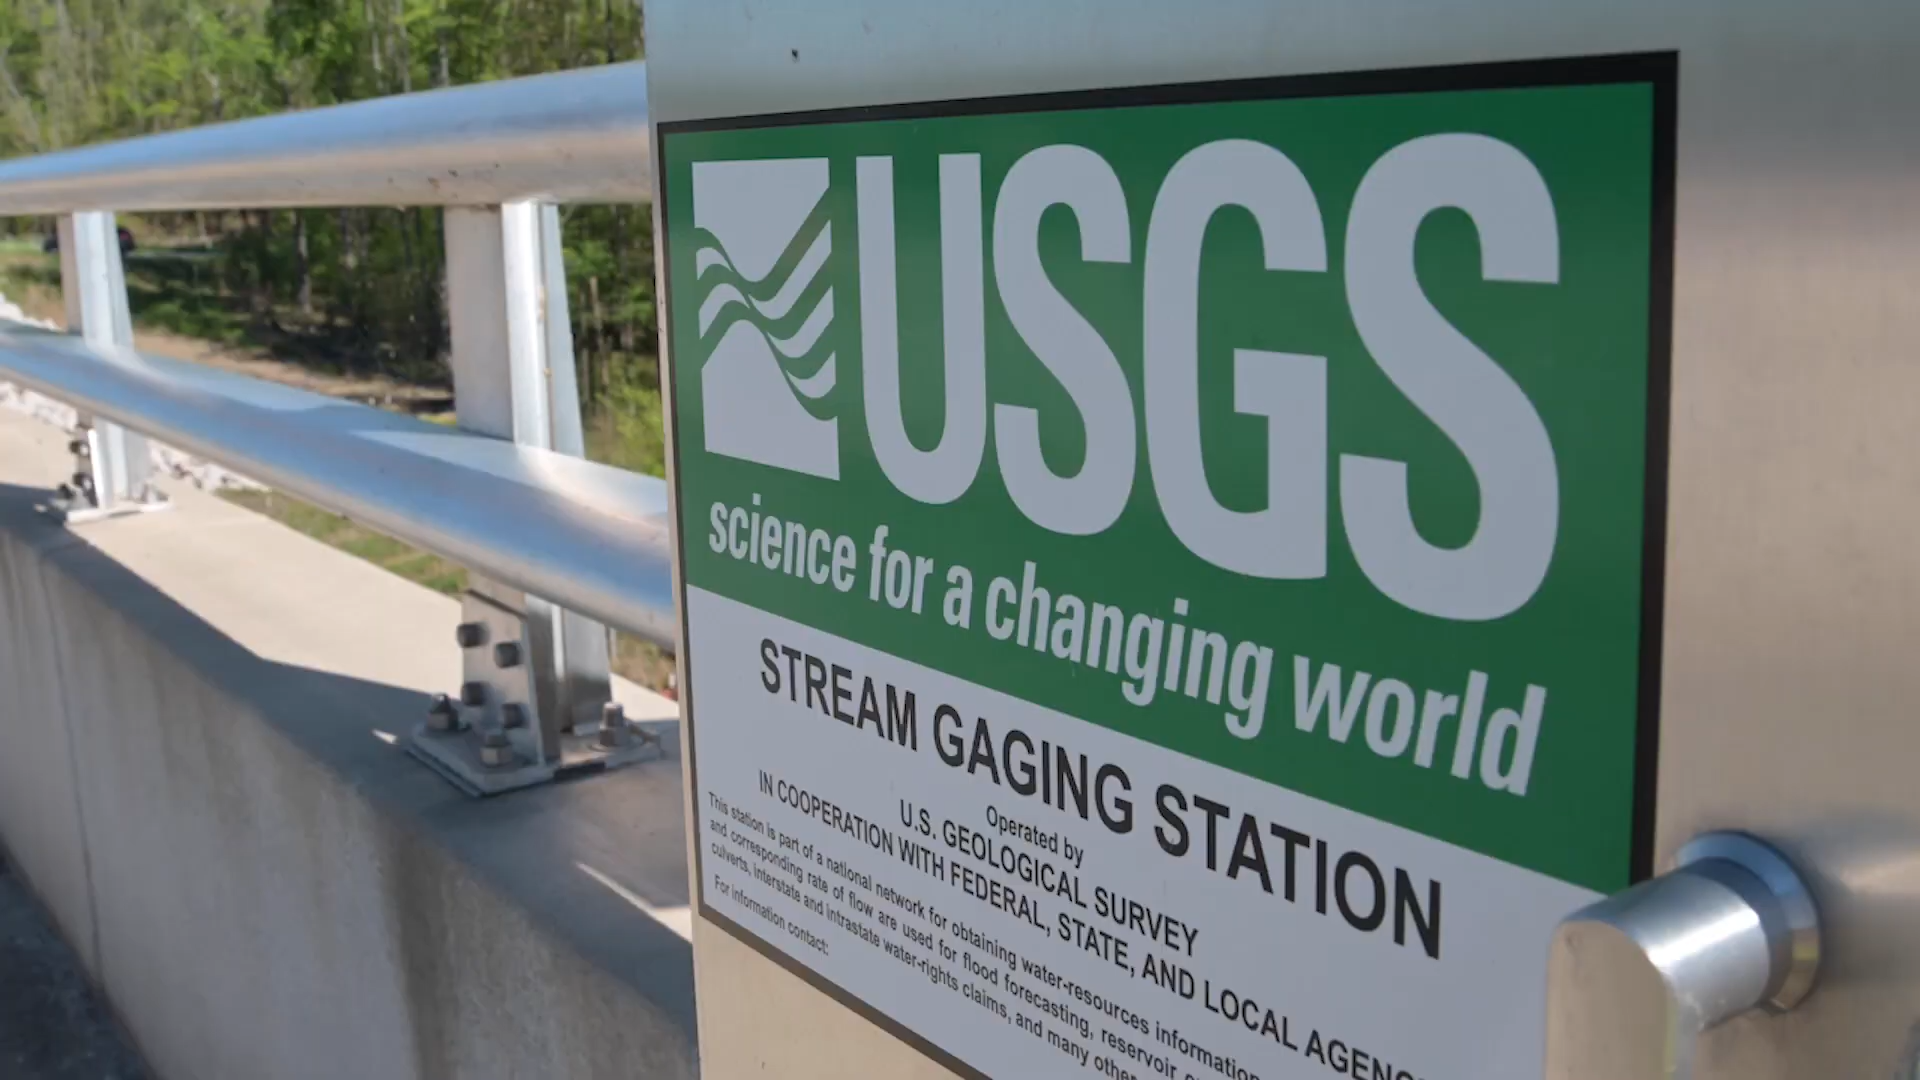 USGS
science for a changing world
STREAM GAGING STATION
Operated by
U.S. GEOLOGICAL SURVEY
IN COOPERATION WITH FEDERAL, STATE, AND LOCAL
This station is part of a national network for obtaining water-resources information
and corresponding rate of flow are used for flood forecasting, reservoir
culverts, interstate and intrastate water-rights claims, and many other
For information contact: